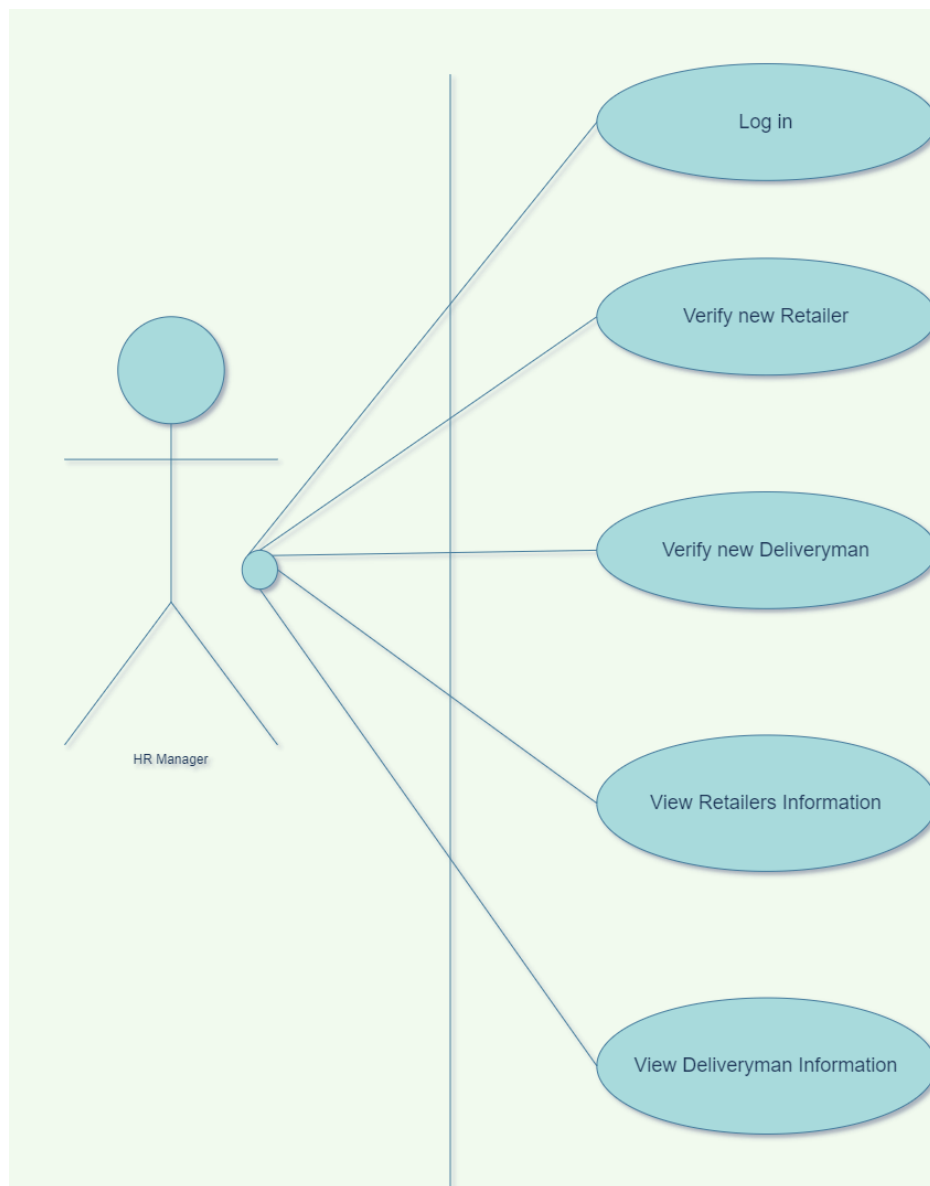 Log in
Verify new Retailer
Verify new Deliveryman
HR Manager
View Retailers Information
View Deliveryman Information